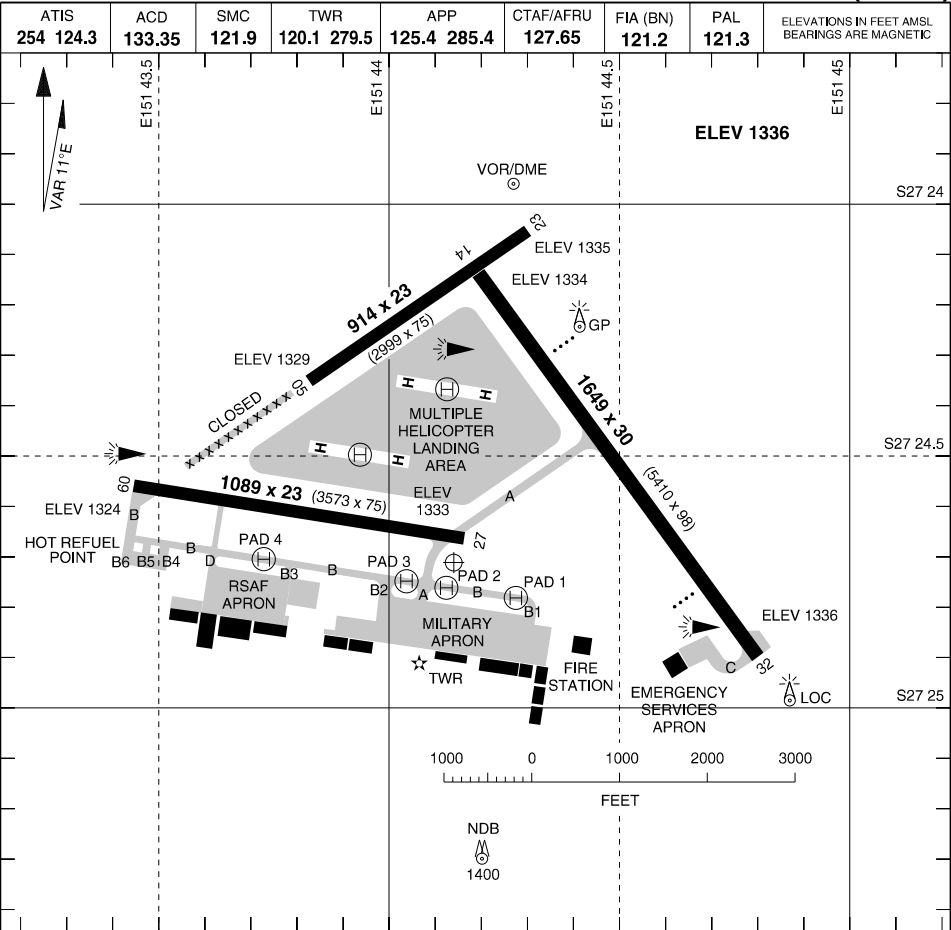 ATIS
254 124.3
ACD
133.35
SMC
121.9
TWR
120.1 279.5
APP
125.4 285.4
CTAF/AFRU
127.65
FIA (BN)
121.2
PAL
121.3
ELEVATIONS IN FEET AMSL
BEARINGS ARE MAGNETIC
E151 43.5
E151 44
E151 44.5
E151 45
VAR 11°E
ELEV 1336
VOR/DME
S27 24
23
ELEV 1335
14
ELEV 1334
GP
914 x 23
(2999 x 75)
ELEV 1329
05
CLOSED
x x x x x x x x x x x
H
H
H
MULTIPLE
HELICOPTER
LANDING
AREA
H
H
H
1649 x 30
(5410 x 98)
S27 24.5
09
1089 x 23 (3573 x 75)
ELEV
1333
A
ELEV 1324
B
27
HOT REFUEL
POINT
B6 B5 B4
B
D
PAD 4
H
B3
B
PAD 3
H
B2
A
PAD 2
H
B
PAD 1
H
B1
RSAF
APRON
MILITARY
APRON
TWR
FIRE
STATION
EMERGENCY
SERVICES
APRON
ELEV 1336
C
32
LOC
S27 25
1000 0 1000 2000 3000
FEET
NDB
1400